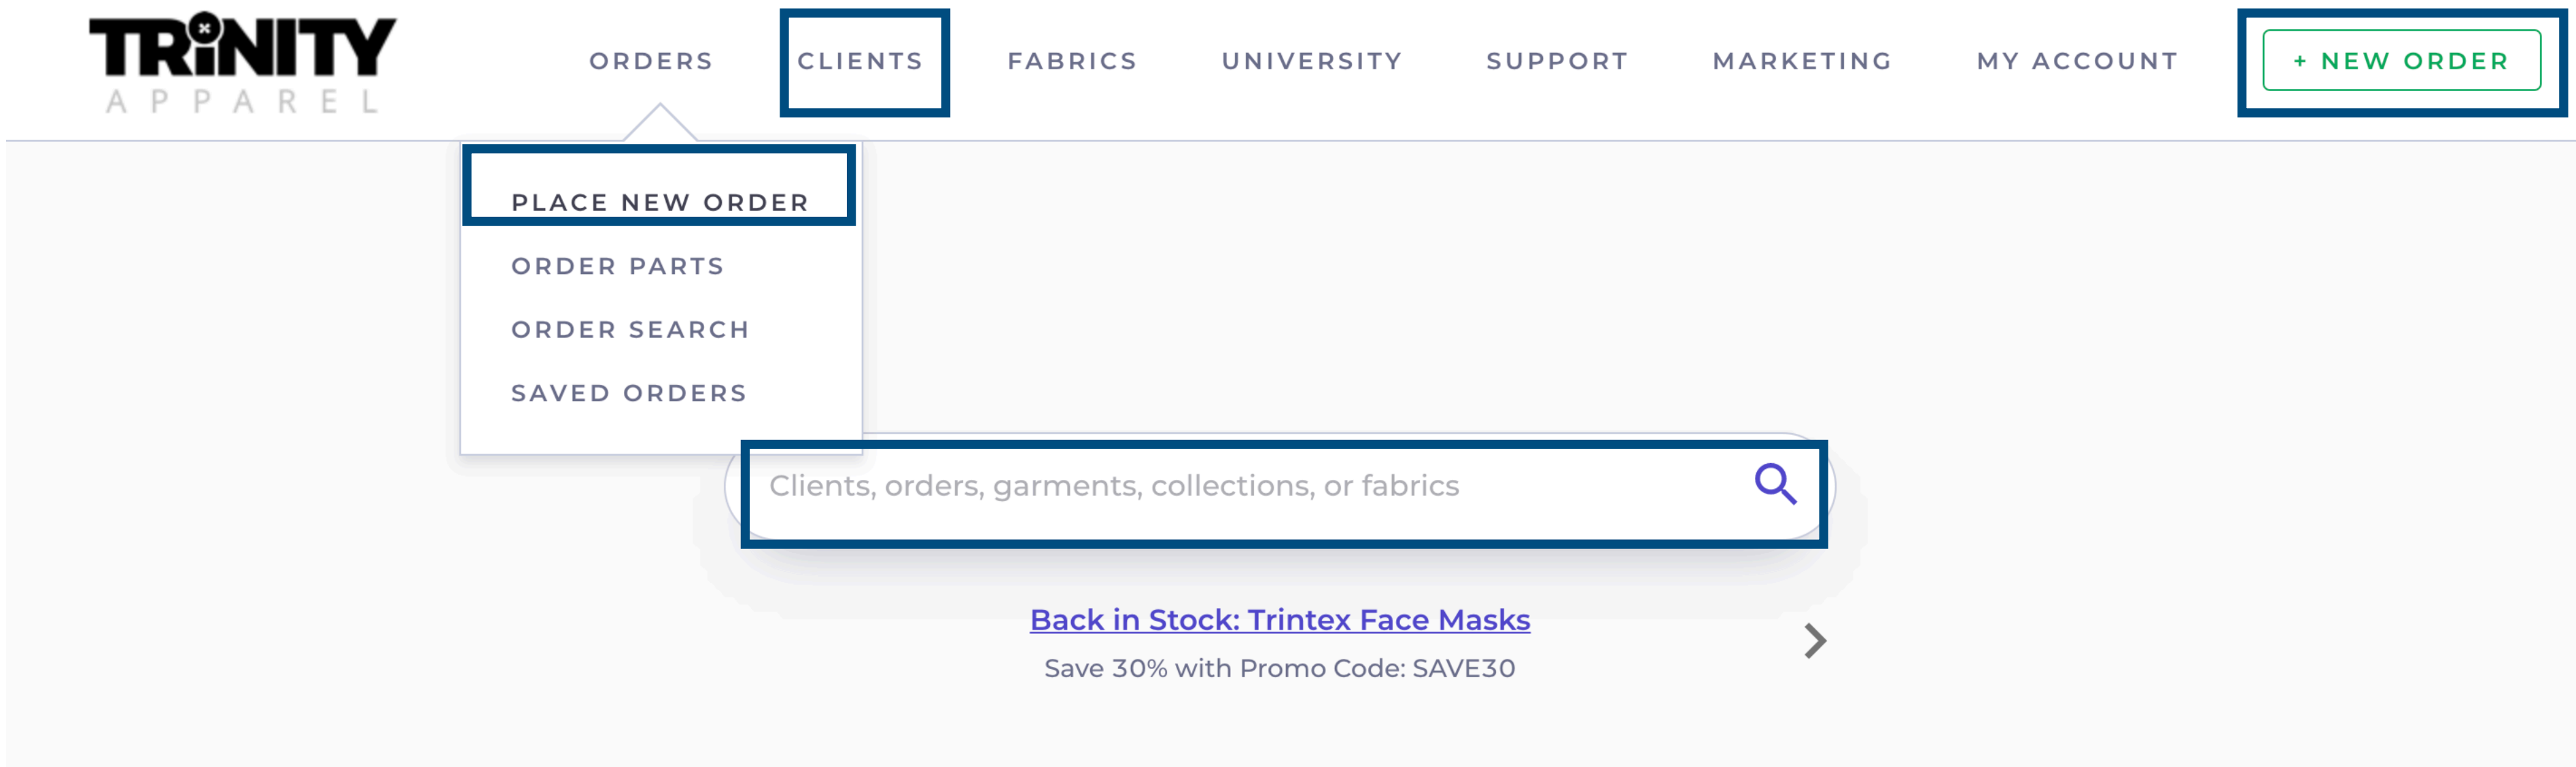 TRiNITY
APPAREL
ORDERS CLIENTS FABRICS UNIVERSITY SUPPORT MARKETING MY ACCOUNT + NEW ORDER
PLACE NEW ORDER
ORDER PARTS
ORDER SEARCH
SAVED ORDERS
Clients, orders, garments, collections, or fabrics
Back in Stock: Trintex Face Masks
Save 30% with Promo Code: SAVE30